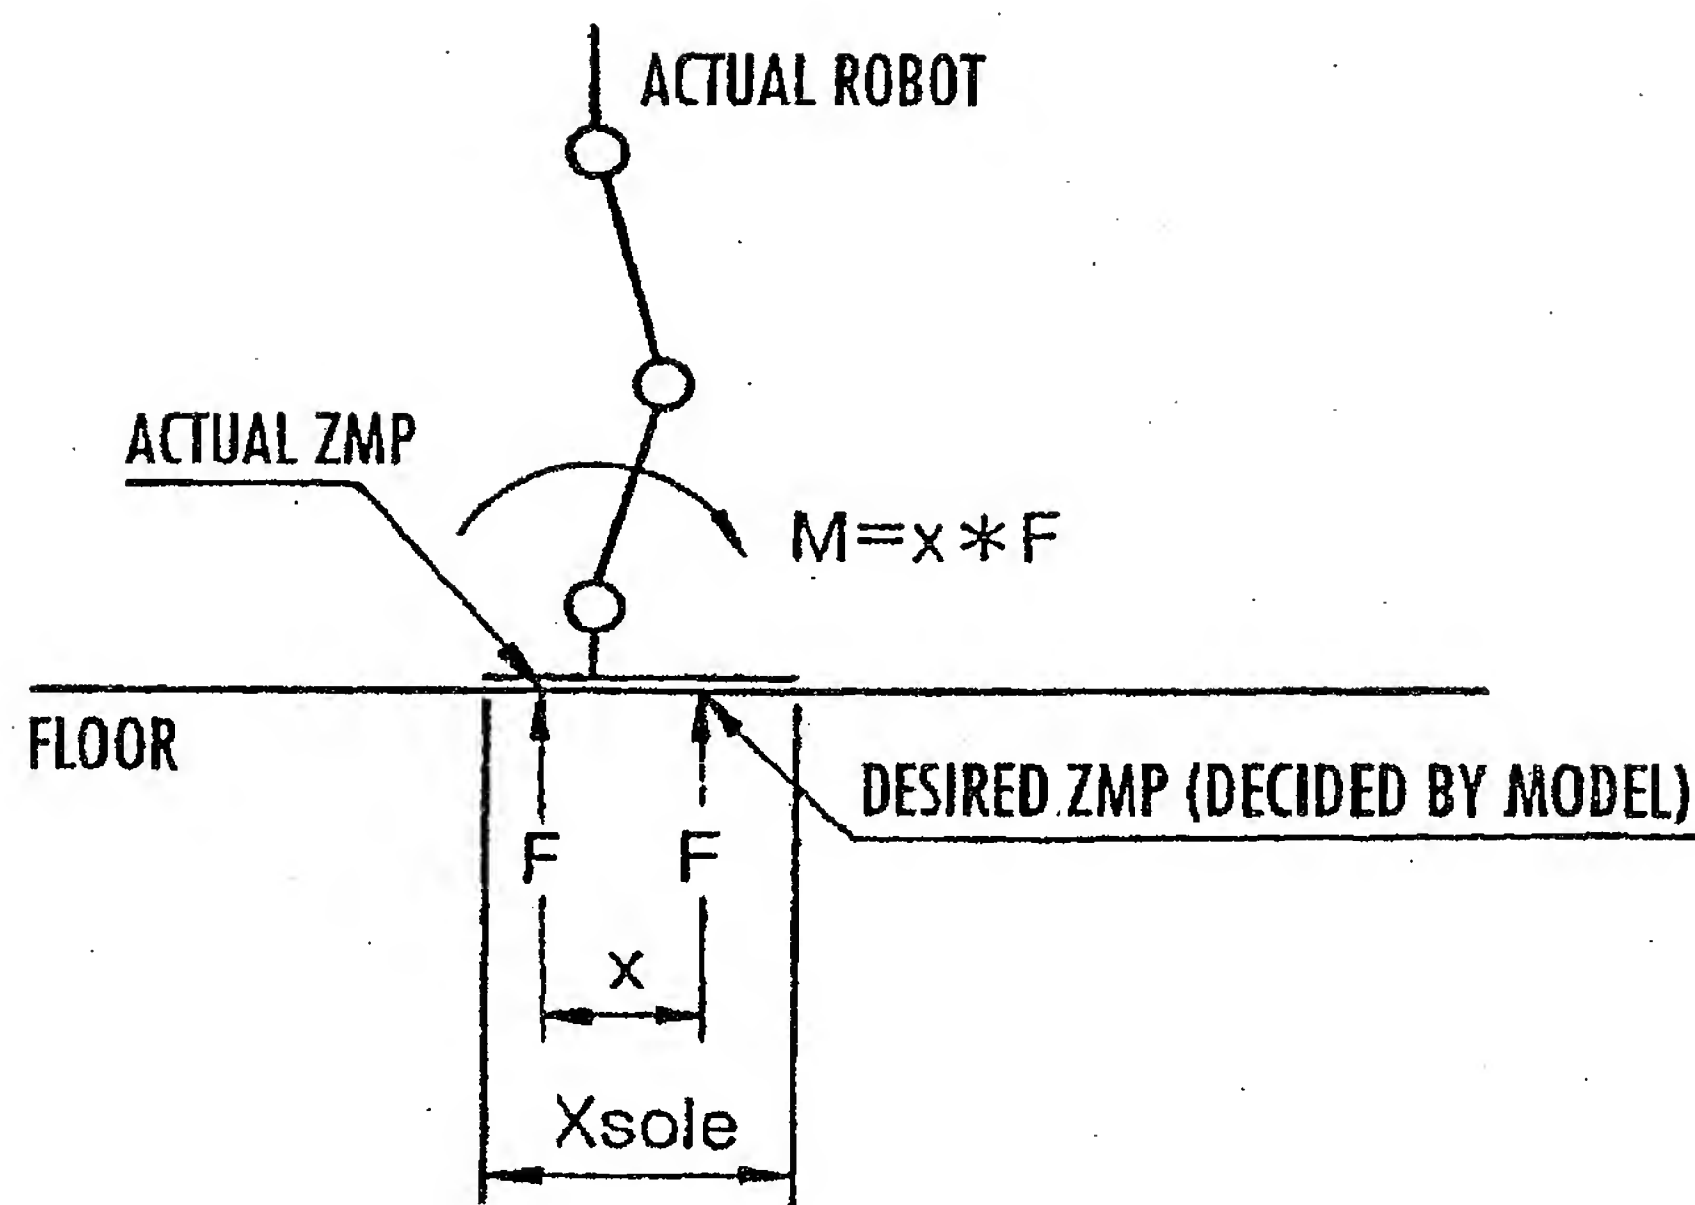 ACTUAL ROBOT
ACTUAL ZMP
M=x*F
FLOOR
DESIRED ZMP (DECIDED BY MODEL)
F F
x
Xsole